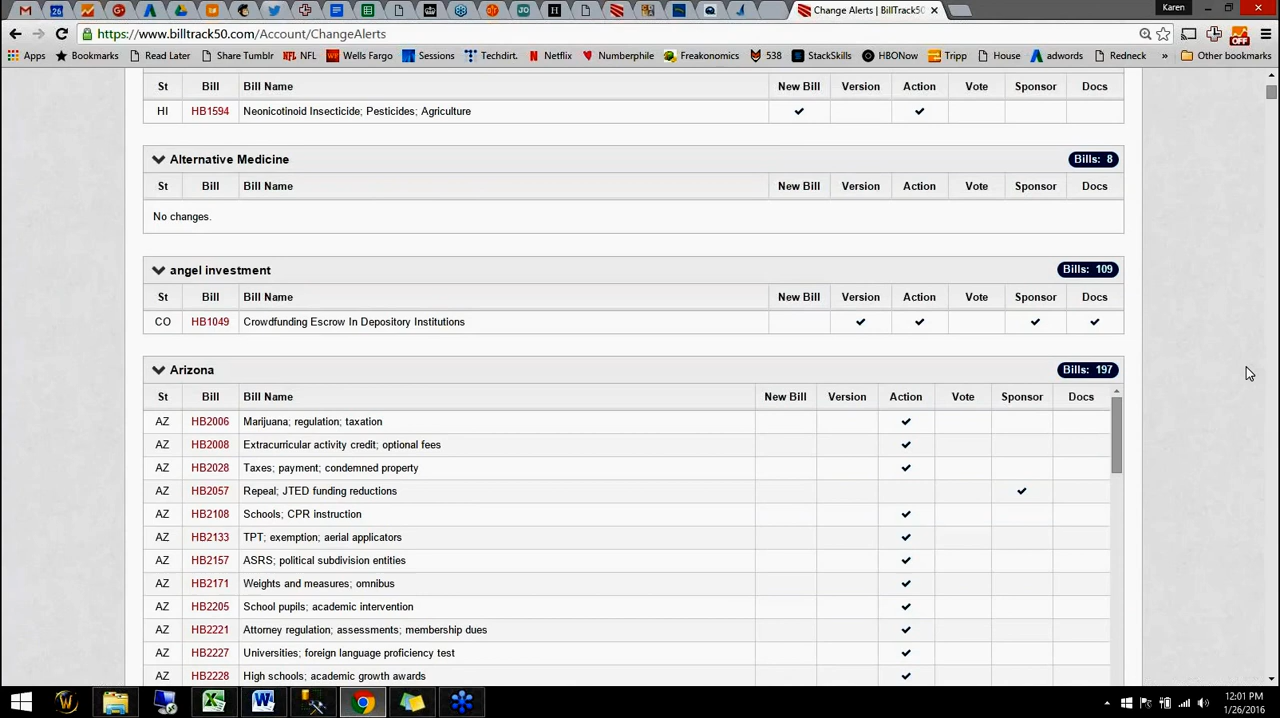 Change Alerts | BillTrack50
Karen
https://www.billtrack50.com/Account/ChangeAlerts
Apps Bookmarks Read Later Share Tumblr NFL Wells Fargo Sessions Techdirt. Netflix Numberphile Freakonomics 538 StackSkills HBONow Tripp House adwords Redneck » Other bookmarks
St Bill Bill Name New Bill Version Action Vote Sponsor Docs
HI HB1594 Neonicotinoid Insecticide; Pesticides; Agriculture
Alternative Medicine Bills: 8
St Bill Bill Name New Bill Version Action Vote Sponsor Docs
No changes.
angel investment Bills: 109
St Bill Bill Name New Bill Version Action Vote Sponsor Docs
CO HB1049 Crowdfunding Escrow In Depository Institutions
Arizona Bills: 197
St Bill Bill Name New Bill Version Action Vote Sponsor Docs
AZ HB2006 Marijuana; regulation; taxation
AZ HB2008 Extracurricular activity credit; optional fees
AZ HB2028 Taxes; payment; condemned property
AZ HB2057 Repeal; JTED funding reductions
AZ HB2108 Schools; CPR instruction
AZ HB2133 TPT; exemption; aerial applicators
AZ HB2157 ASRS; political subdivision entities
AZ HB2171 Weights and measures; omnibus
AZ HB2205 School pupils; academic intervention
AZ HB2221 Attorney regulation; assessments; membership dues
AZ HB2227 Universities; foreign language proficiency test
AZ HB2228 High schools; academic growth awards
12:01 PM
1/26/2016